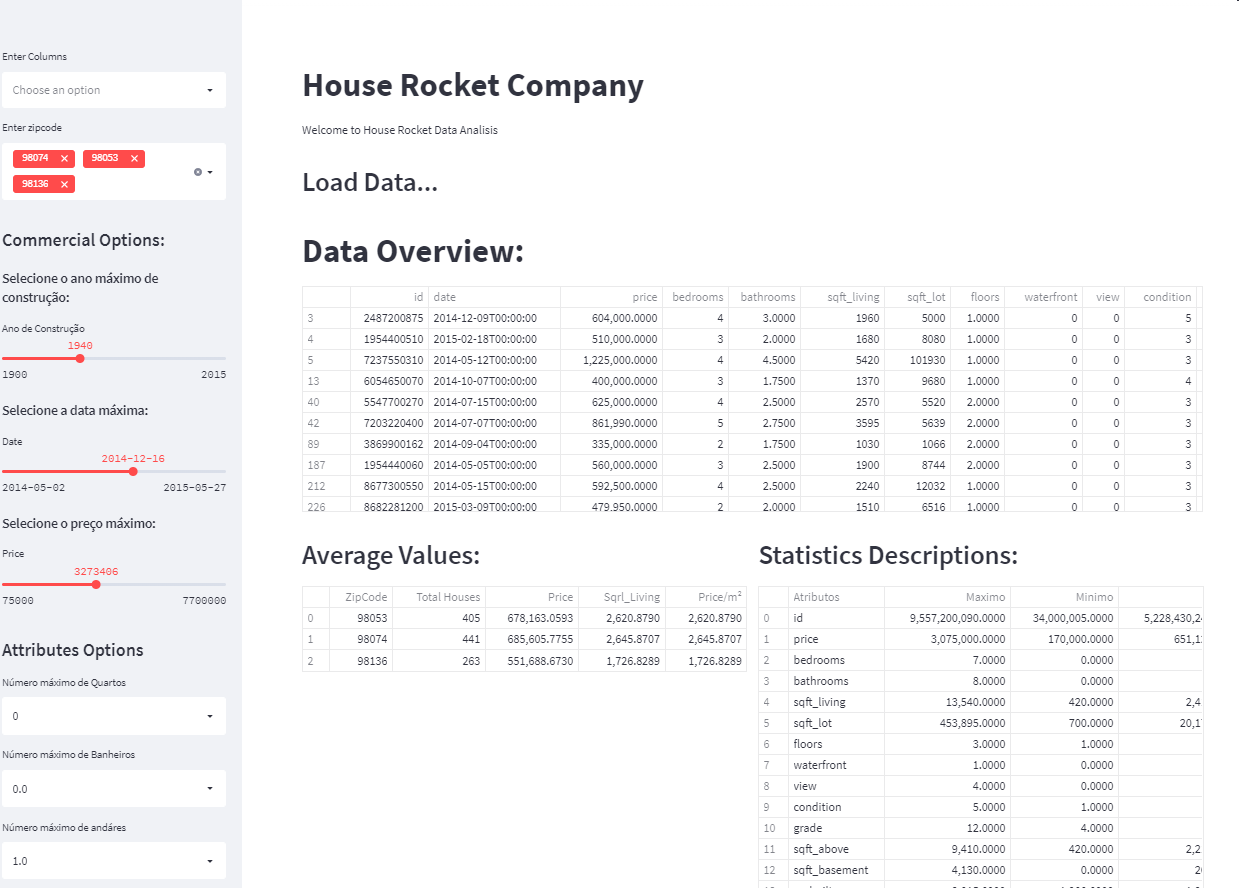 Enter Columns
Choose an option
Enter zipcode
98074 × 98053 ×
98136 ×
Commercial Options:
Selecione o ano máximo de
construção:
Ano de Construção
1940
1900 2015
Selecione a data máxima:
Date
2014-12-16
2014-05-02 2015-05-27
Selecione o preço máximo:
Price
3273406
75000 7700000
Attributes Options
Número máximo de Quartos
0
Número máximo de Banheiros
0.0
Número máximo de andáres
1.0
House Rocket Company
Welcome to House Rocket Data Analisis
Load Data...
Data Overview:
id date price bedrooms bathrooms sqft_living sqft_lot floors waterfront view condition
3 2487200875 2014-12-09T00:00:00 604,000.0000 4 3.0000 1960 5000 1.0000 0 0 5
4 1954400510 2015-02-18T00:00:00 510,000.0000 3 2.0000 1680 8080 1.0000 0 0 3
5 7237550310 2014-05-12T00:00:00 1,225,000.0000 4 4.5000 5420 101930 1.0000 0 0 3
13 6054650070 2014-10-07T00:00:00 400,000.0000 3 1.7500 1370 9680 1.0000 0 0 4
40 5547700270 2014-07-15T00:00:00 625,000.0000 4 2.5000 2570 5520 2.0000 0 0 3
42 7203220400 2014-07-07T00:00:00 861,990.0000 5 2.7500 3595 5639 2.0000 0 0 3
89 3869900162 2014-09-04T00:00:00 335,000.0000 2 1.7500 1030 1066 2.0000 0 0 3
187 1954440060 2014-05-05T00:00:00 560,000.0000 3 2.5000 1900 8744 2.0000 0 0 3
212 8677300550 2014-05-15T00:00:00 592,500.0000 4 2.5000 2240 12032 1.0000 0 0 3
226 8682281200 2015-03-09T00:00:00 479,950.0000 2 2.0000 1510 6516 1.0000 0 0 3
Average Values:
ZipCode Total Houses Price Sqrl_Living Price/m²
0 98053 405 678,163.0593 2,620.8790 2,620.8790
1 98074 441 685,605.7755 2,645.8707 2,645.8707
2 98136 263 551,688.6730 1,726.8289 1,726.8289
Statistics Descriptions:
Atributos Maximo Minimo
0 id 9,557,200,090.0000 34,000,005.0000 5,228,430,2
1 price 3,075,000.0000 170,000.0000 651,1
2 bedrooms 7.0000 0.0000
3 bathrooms 8.0000 0.0000
4 sqft_living 13,540.0000 420.0000 2,4
5 sqft_lot 453,895.0000 700.0000 20,1
6 floors 3.0000 1.0000
7 waterfront 1.0000 0.0000
8 view 4.0000 0.0000
9 condition 5.0000 1.0000
10 grade 12.0000 4.0000
11 sqft_above 9,410.0000 420.0000 2,2
12 sqft_basement 4,130.0000 0.0000 2